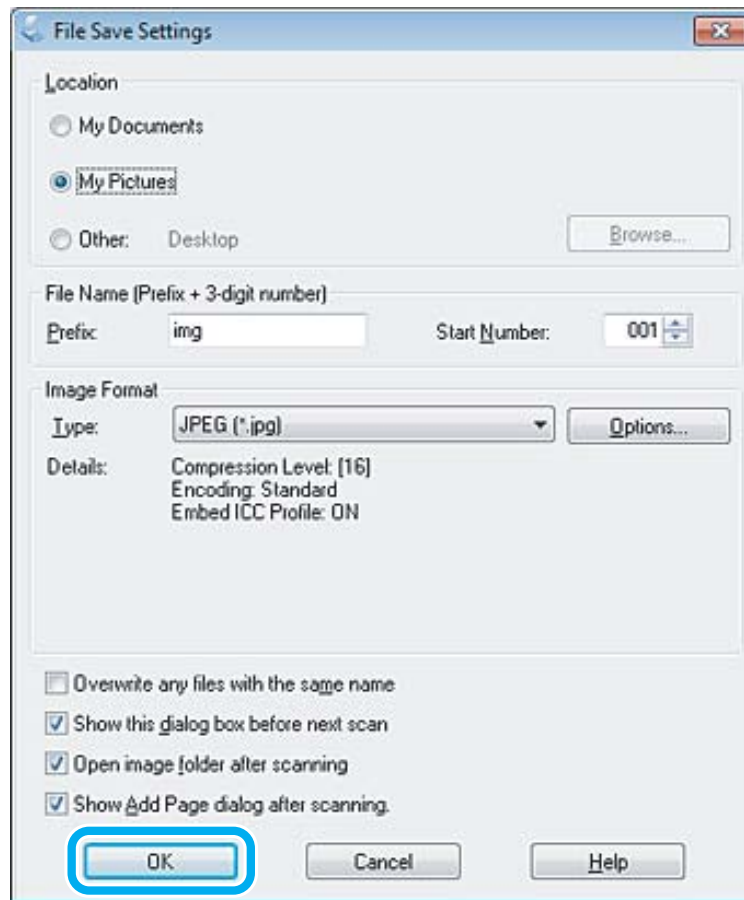 File Save Settings
Location
My Documents
My Pictures
Other: Desktop Browse...
File Name (Prefix + 3-digit number)
Prefix: img Start Number: 001
Image Format
Type: JPEG (*.jpg) Options...
Details: Compression Level: [16]
Encoding: Standard
Embed ICC Profile: ON
Overwrite any files with the same name
Show this dialog box before next scan
Open image folder after scanning
Show Add Page dialog after scanning.
OK Cancel Help